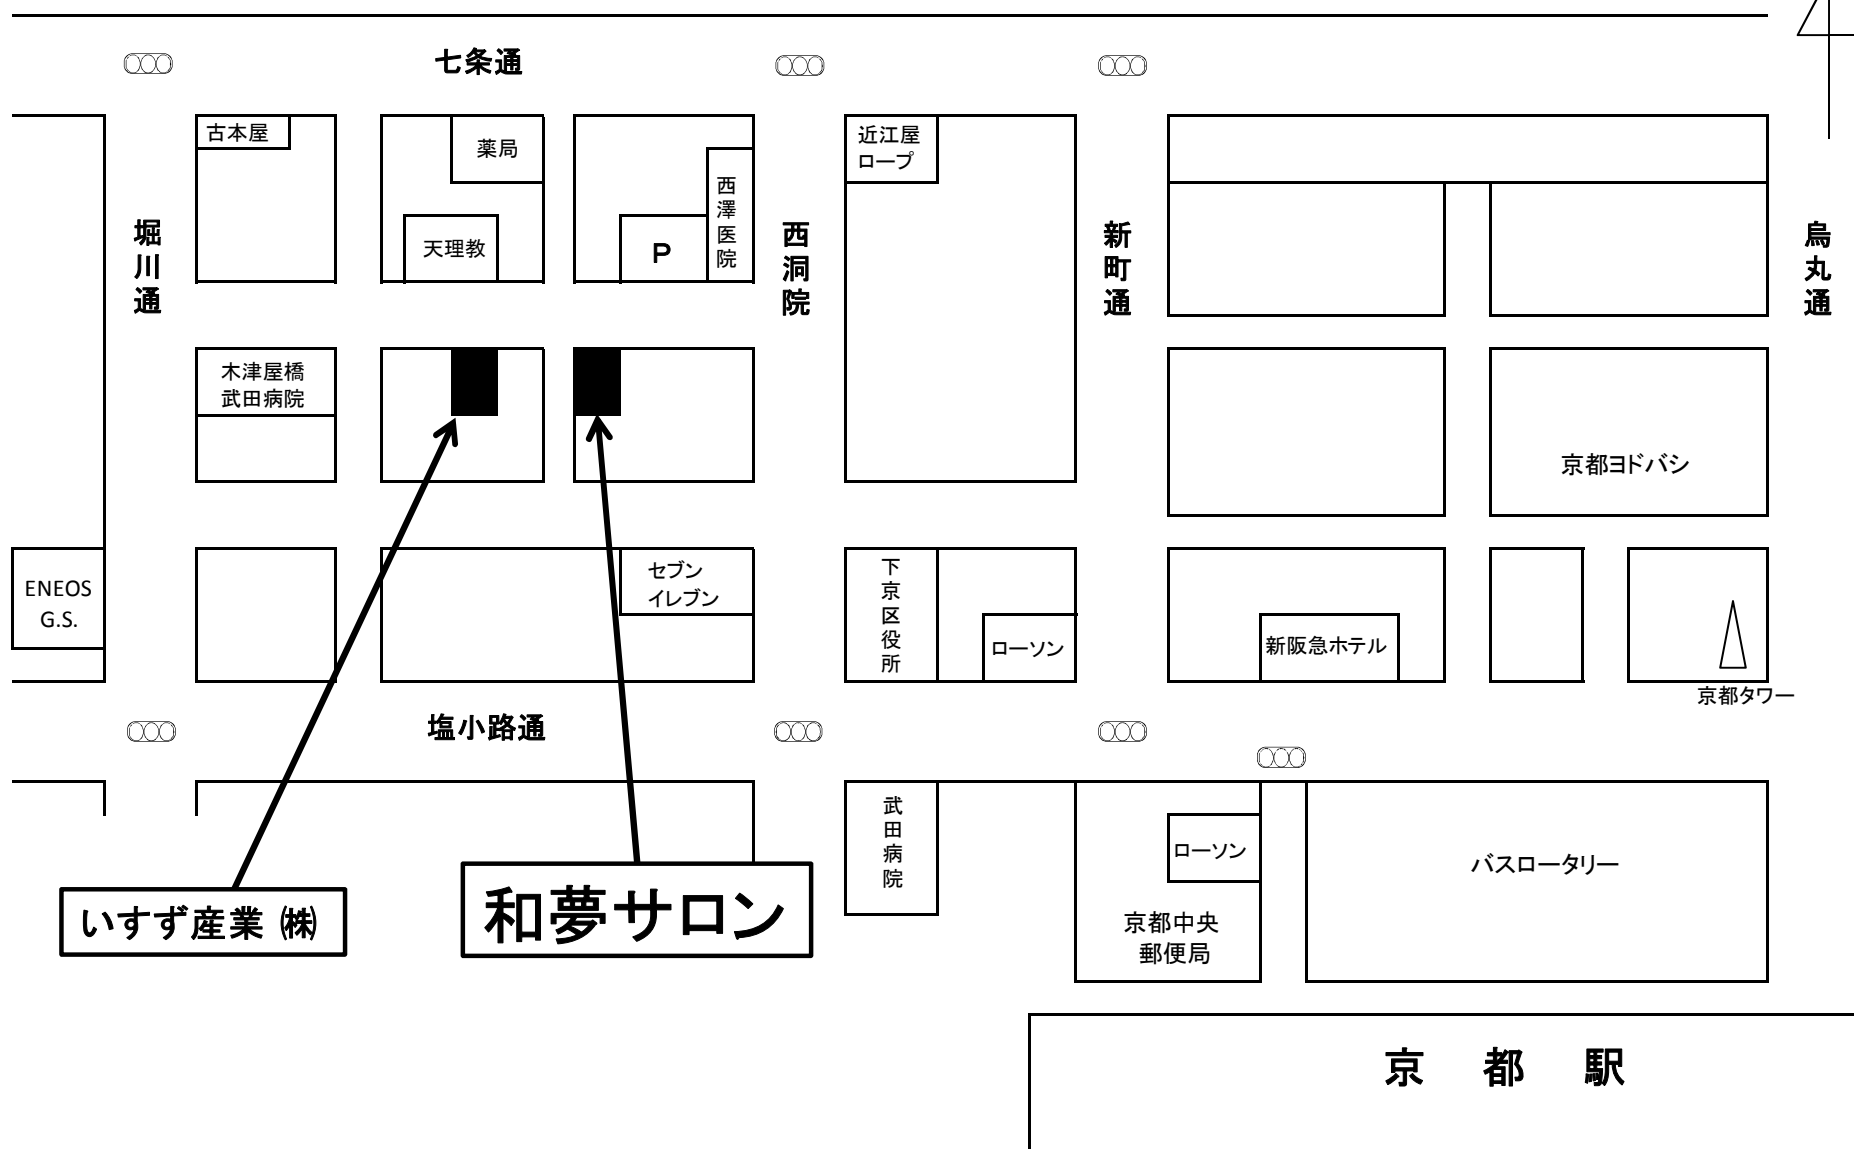 七条通
古本屋
薬局
近江屋
ロープ
西澤医院
天理教
P
堀川通
西洞院
新町通
烏丸通
木津屋橋
武田病院
京都ヨドバシ
ENEOS
G.S.
セブン
イレブン
下京区役所
ローソン
新阪急ホテル
京都タワー
塩小路通
武田病院
ローソン
バスロータリー
京都中央
郵便局
いすず産業 ㈱
和夢サロン
京都駅